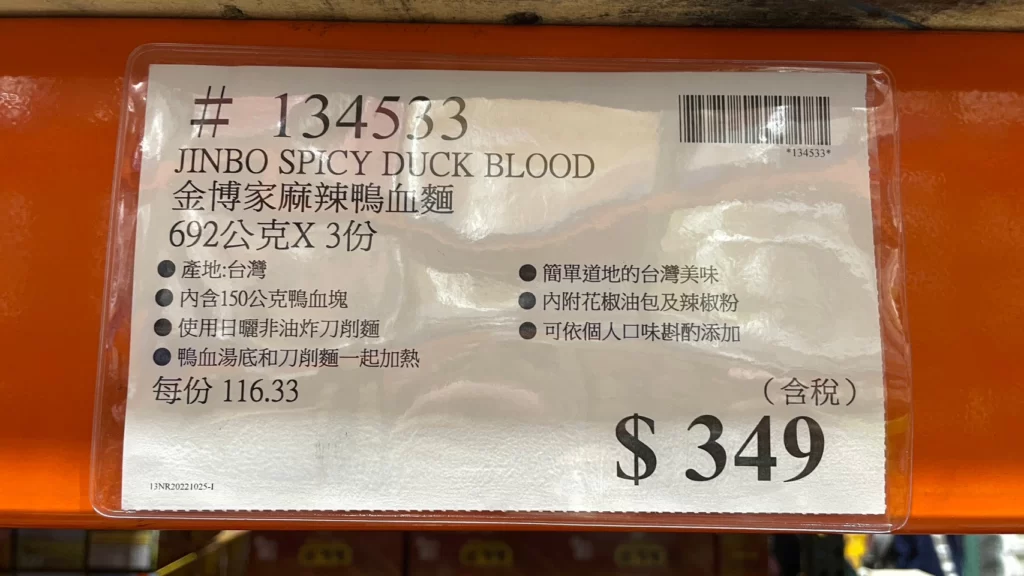 # 134533
*134533*
JINBO SPICY DUCK BLOOD
金博家麻辣鴨血麵
692公克X 3份
● 產地:台灣
● 內含150公克鴨血塊
● 使用日曬非油炸刀削麵
● 鴨血湯底和刀削麵一起加熱
● 簡單道地的台灣美味
● 內附花椒油包及辣椒粉
● 可依個人口味斟酌添加
每份 116.33
（含稅）
$ 349
13NR20221025-I